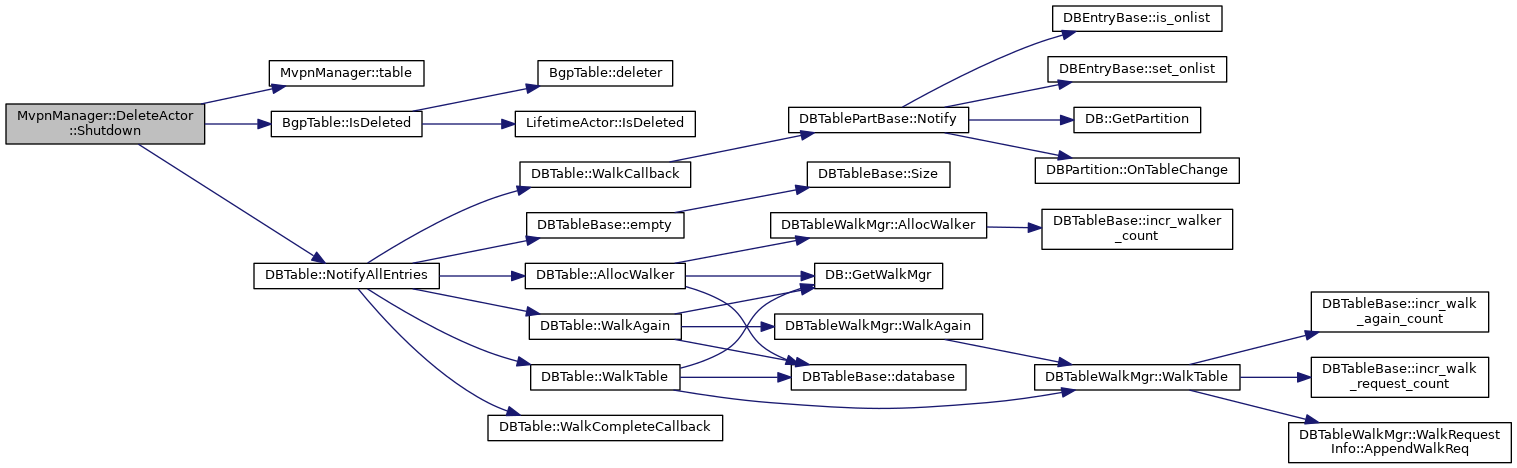 MvpnManager::DeleteActor
::Shutdown
MvpnManager::table
BgpTable::IsDeleted
BgpTable::deleter
LifetimeActor::IsDeleted
DBTable::NotifyAllEntries
DBTable::WalkCallback
DBTablePartBase::Notify
DBEntryBase::is_onlist
DBEntryBase::set_onlist
DB::GetPartition
DBPartition::OnTableChange
DBTableBase::empty
DBTableBase::Size
DBTable::AllocWalker
DBTableWalkMgr::AllocWalker
DBTableBase::incr_walker
_count
DB::GetWalkMgr
DBTable::WalkAgain
DBTableWalkMgr::WalkAgain
DBTable::WalkTable
DBTableBase::database
DBTableWalkMgr::WalkTable
DBTableBase::incr_walk
_again_count
DBTableBase::incr_walk
_request_count
DBTableWalkMgr::WalkRequest
Info::AppendWalkReq
DBTable::WalkCompleteCallback